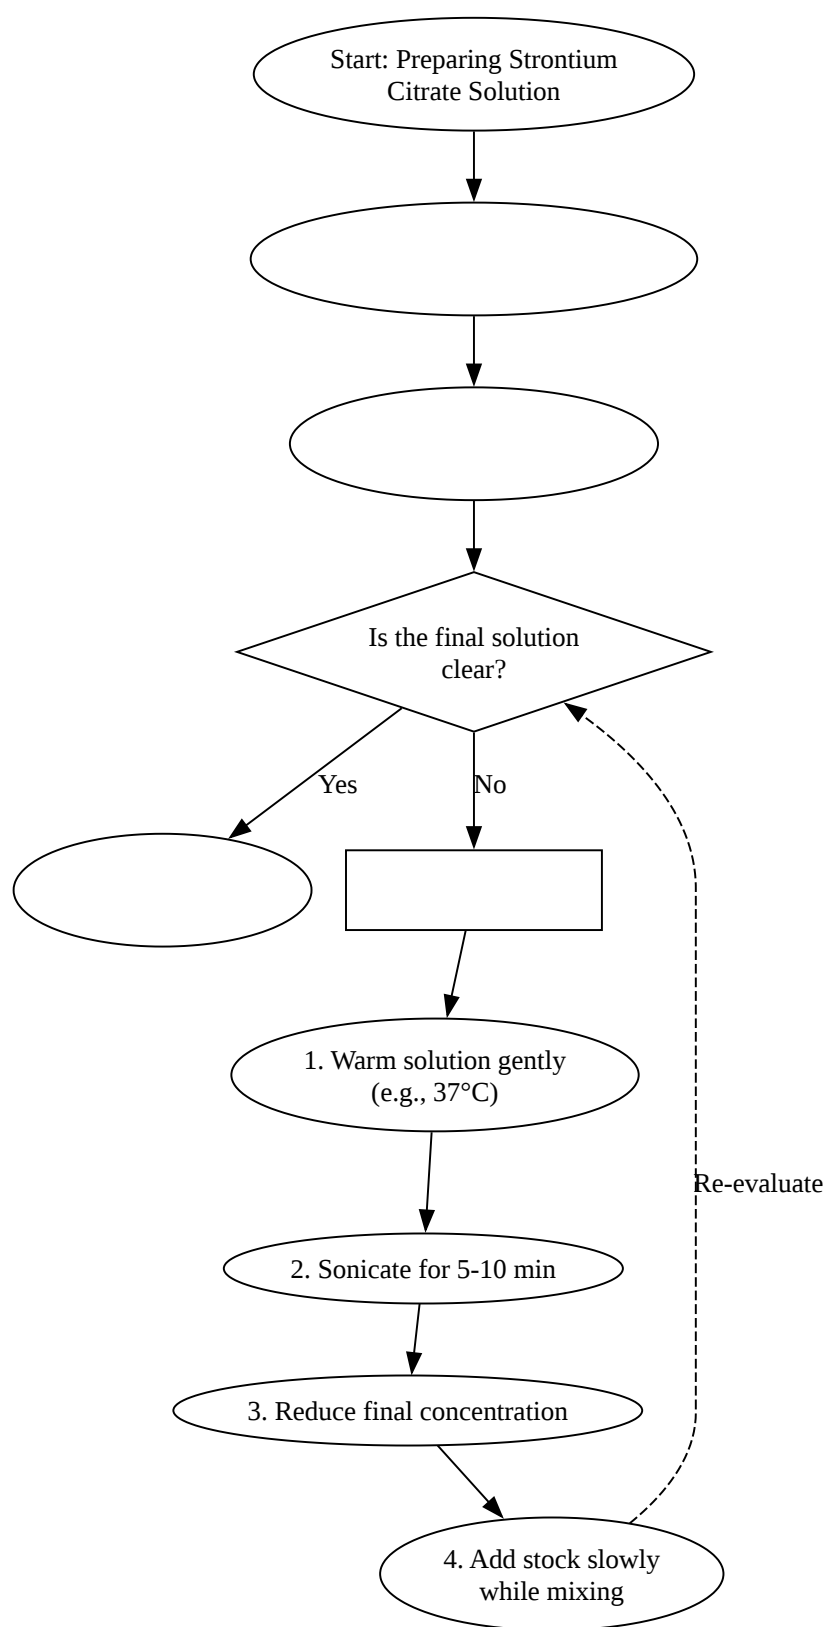 Start: Preparing Strontium
Citrate Solution
Is the final solution
clear?
Yes
No
1. Warm solution gently
(e.g., 37°C)
Re-evaluate
2. Sonicate for 5-10 min
3. Reduce final concentration
4. Add stock slowly
while mixing